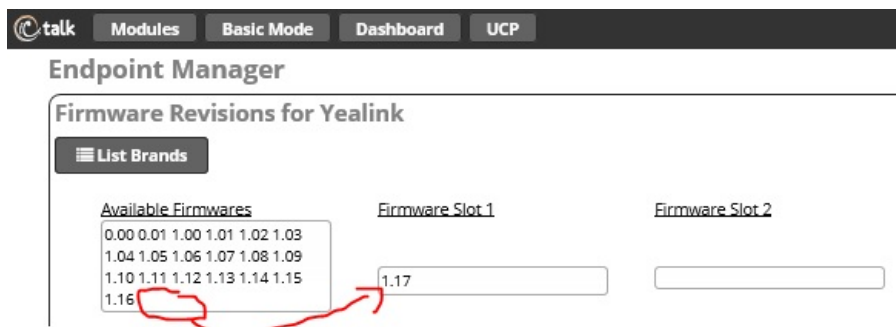 talk Modules Basic Mode Dashboard UCP
Endpoint Manager
Firmware Revisions for Yealink
List Brands
Available Firmwares Firmware Slot 1 Firmware Slot 2
0.00 0.01 1.00 1.01 1.02 1.03
1.04 1.05 1.06 1.07 1.08 1.09
1.10 1.11 1.12 1.13 1.14 1.15
1.16
1.17